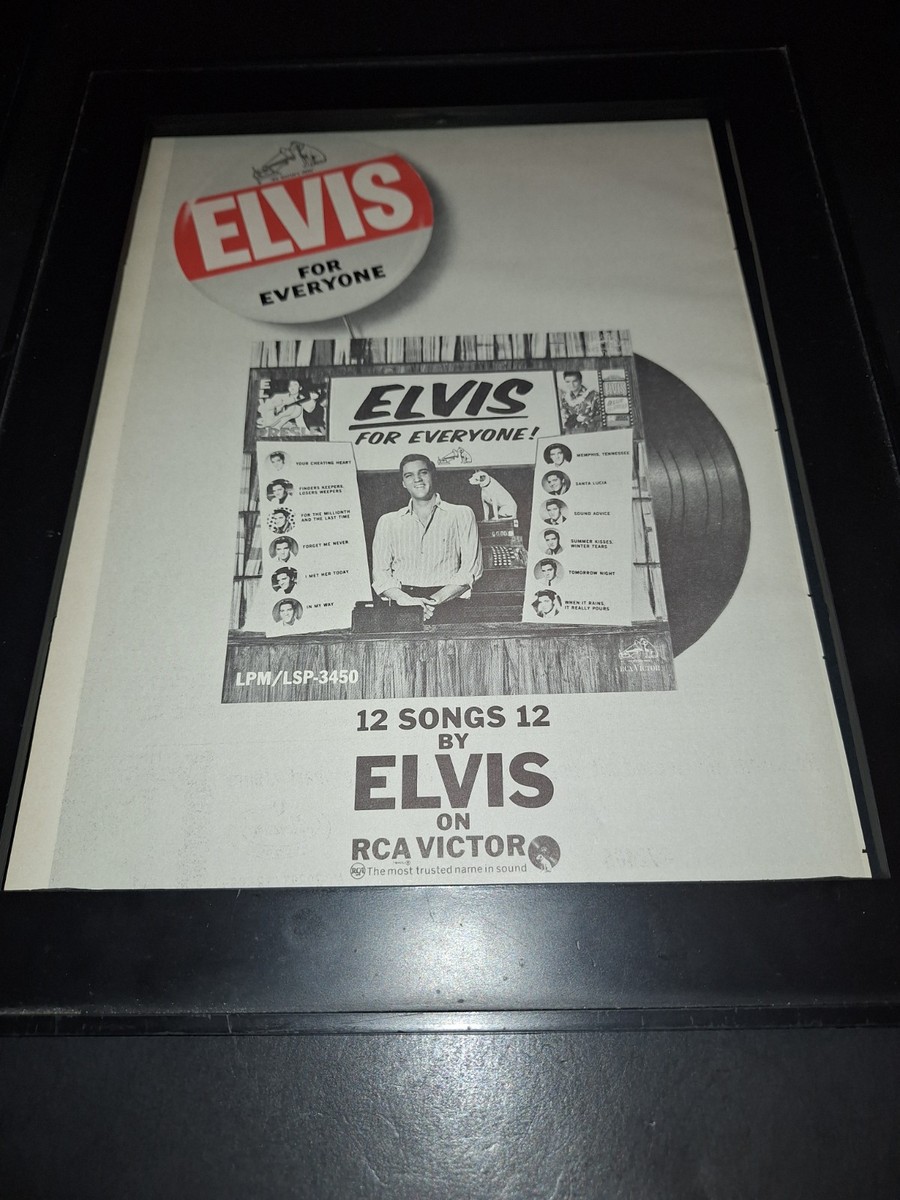 ELVIS
FOR
EVERYONE
ELVIS
FOR EVERYONE!
YOUR CHEATING HEART
FINDERS KEEPERS,
LOSERS WEEPERS
FOR THE MILLIONTH
AND THE LAST TIME
FORGET ME NEVER
I MET HER TODAY
IN MY WAY
MEMPHIS, TENNESSEE
SANTA LUCIA
SOUND ADVICE
SUMMER KISSES,
WINTER TEARS
TOMORROW NIGHT
WHEN IT RAINS,
IT REALLY POURS
RCA VICTOR
LPM/LSP-3450
12 SONGS 12
BY
ELVIS
ON
RCA VICTOR
RCA The most trusted name in sound